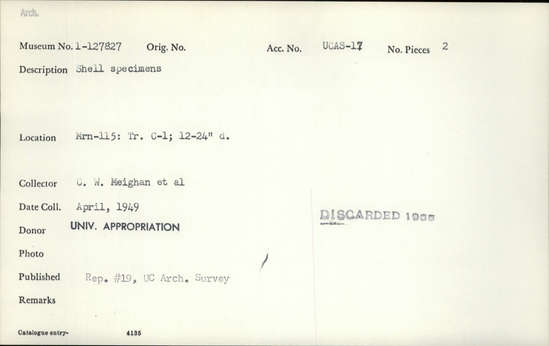 Arch.
Museum No. 1-127827 Orig. No. Acc. No. UCAS-17 No. Pieces 2
Description Shell specimens
Location Mrn-115: Tr. C-1; 12-24" d.
Collector C. W. Meighan et al
Date Coll. April, 1949
DISCARDED
Donor UNIV. APPROPRIATION
Photo
Published Rep. #19, UC Arch. Survey
Remarks
Catalogue entry- 4135